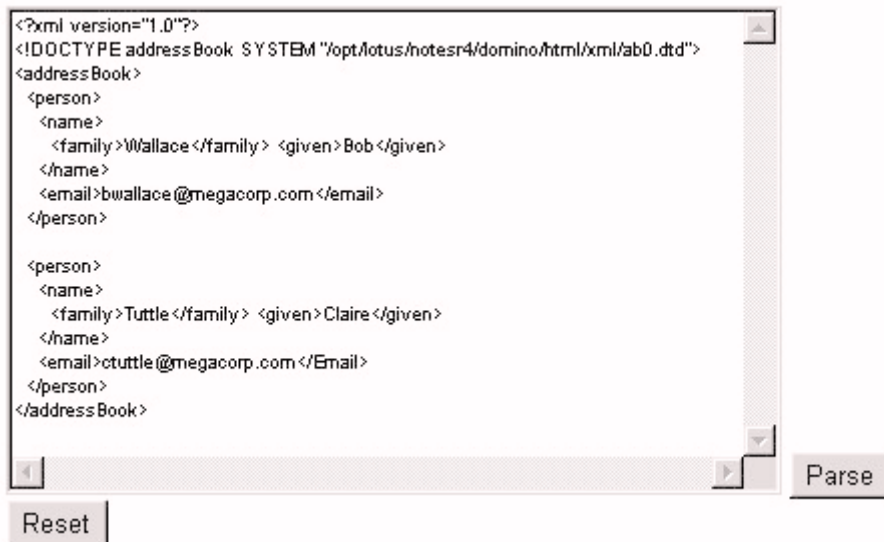 <?xml version="1.0"?>
<!DOCTYPE addressBook SYSTEM "/opt/lotus/notesr4/domino/html/xml/ab0.dtd">
<addressBook>
<person>
<name>
<family>Wallace</family> <given>Bob</given>
</name>
<email>bwallace@megacorp.com</email>
</person>
<person>
<name>
<family>Tuttle</family> <given>Claire</given>
</name>
<email>ctuttle@megacorp.com</Email>
</person>
</addressBook>
Parse
Reset